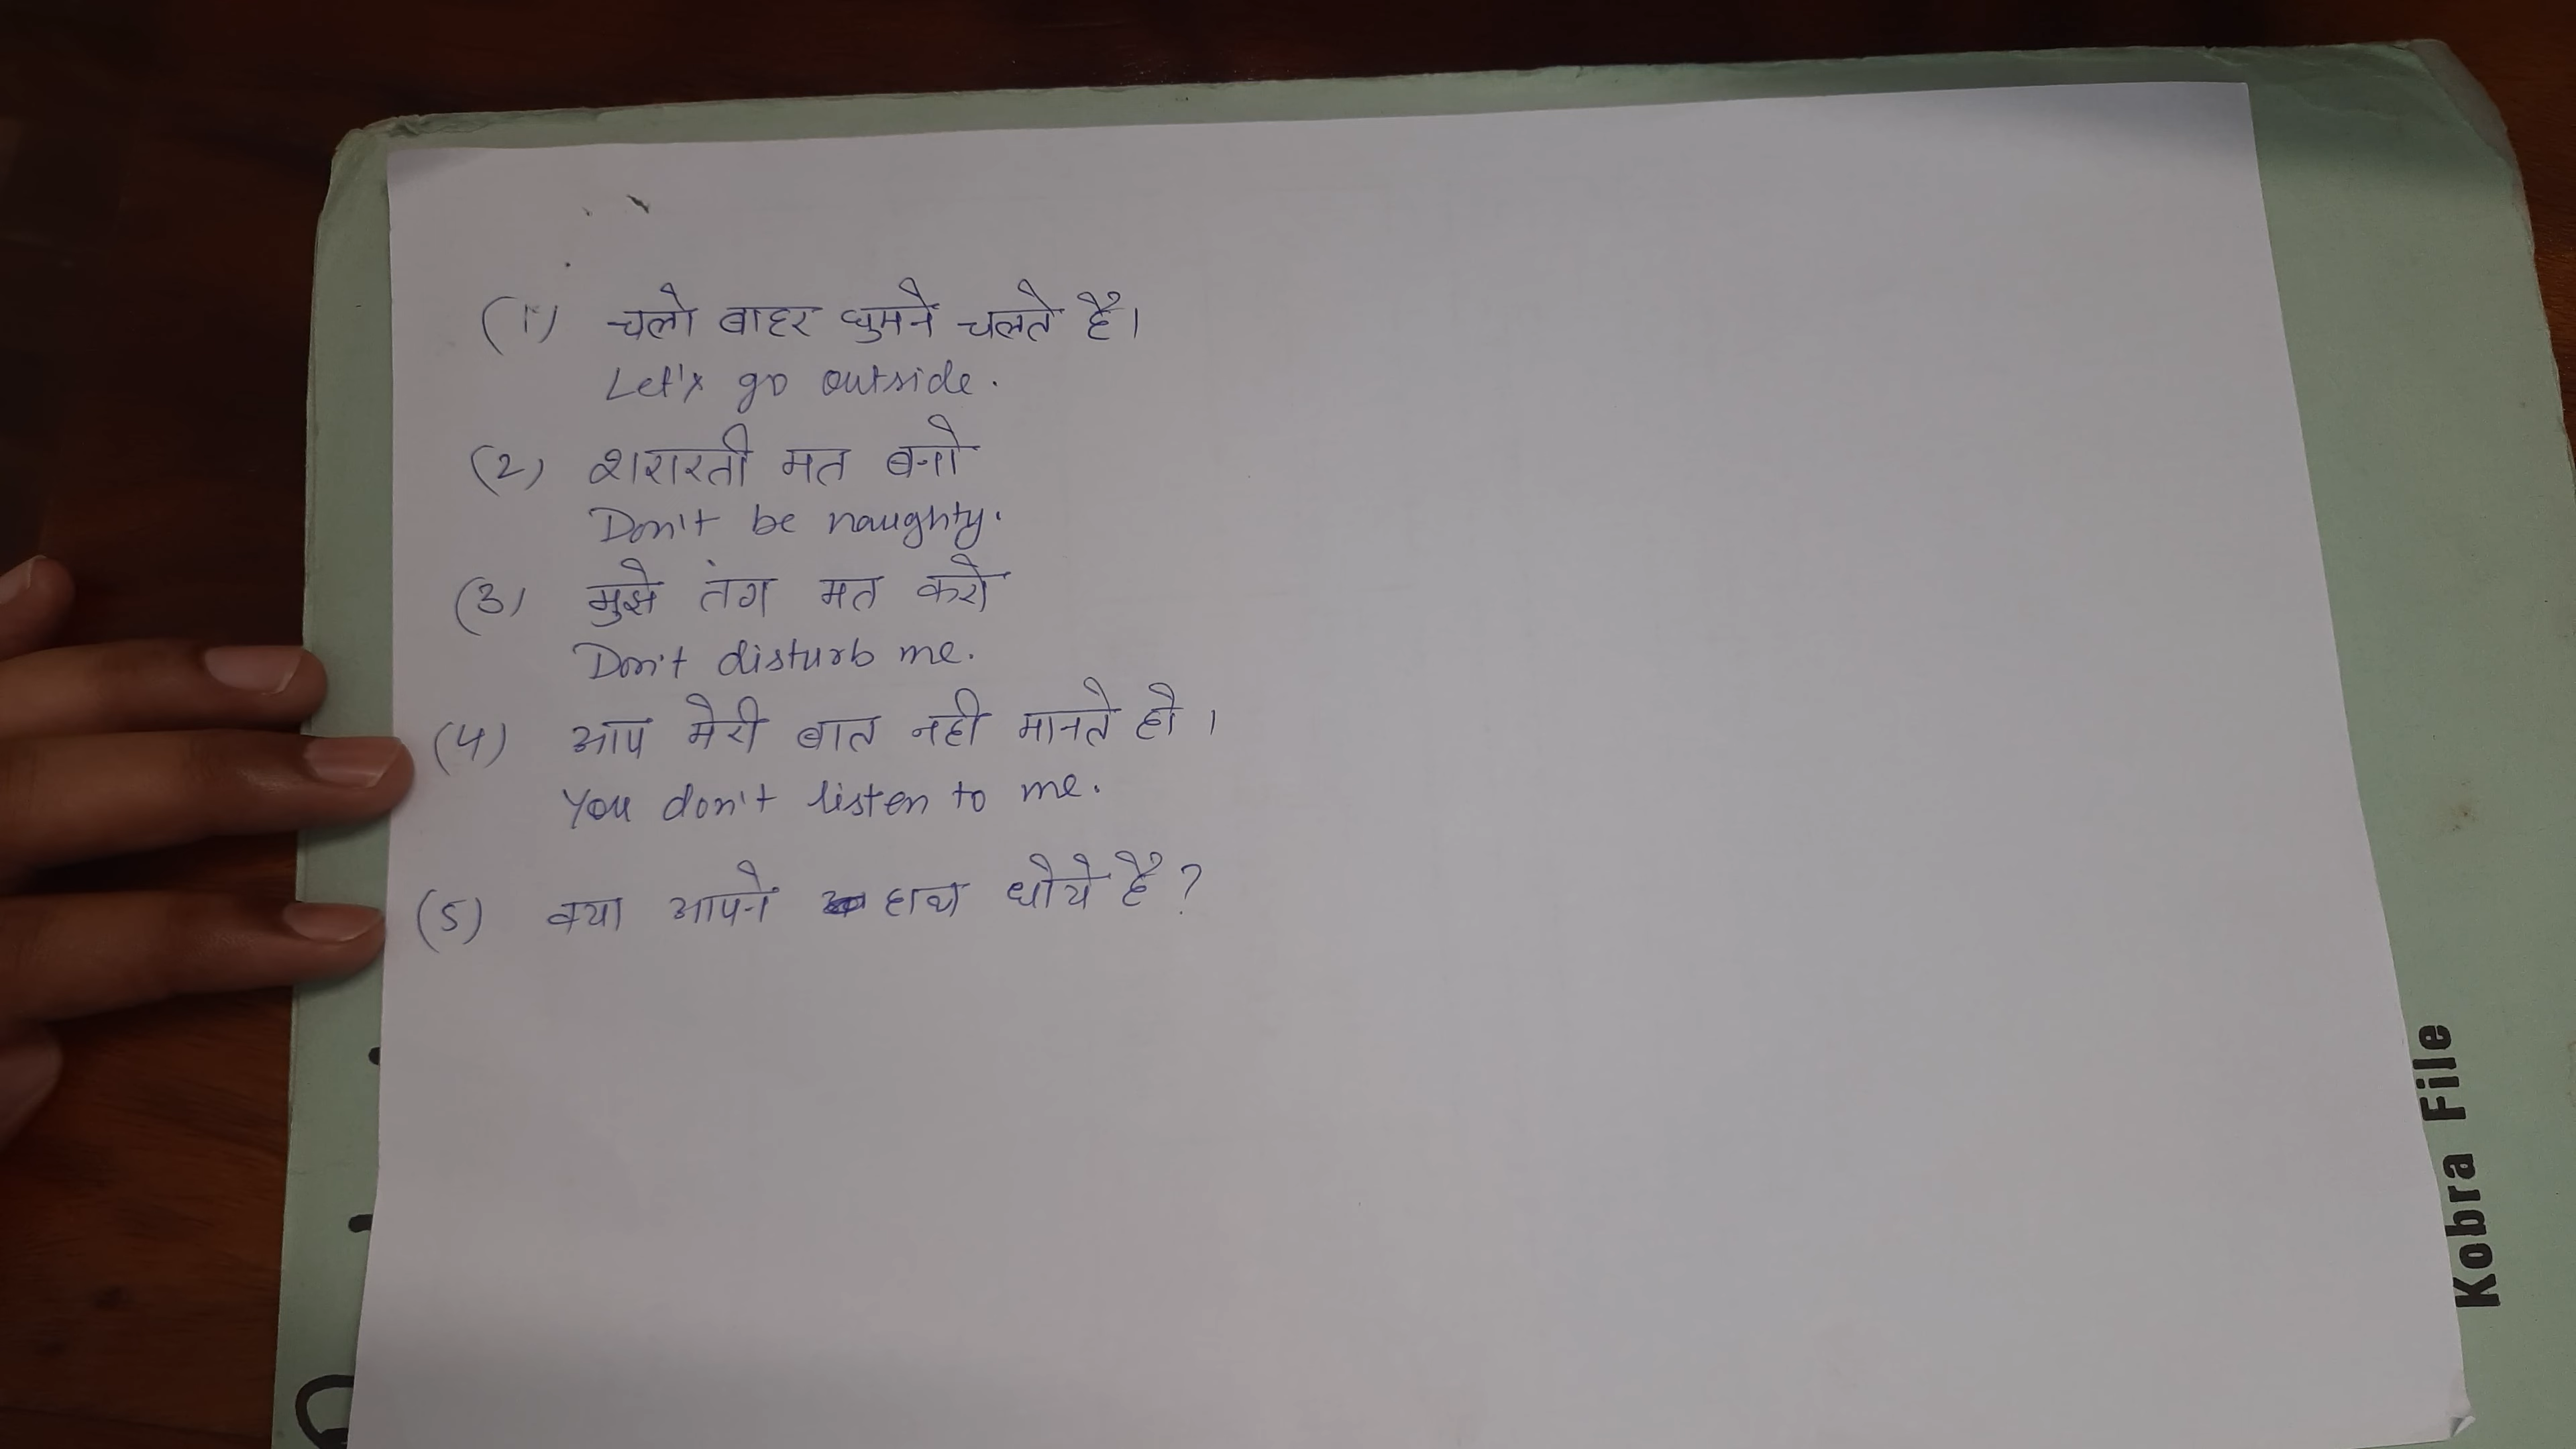 (1) चलो बाहर घुमने चलते हैं।
Let's go outside.
(2) शरारती मत बनो
Don't be naughty.
(3) मुझे तंग मत करो
Don't disturb me.
(4) आप मेरी बात नही मानते हो ।
You don't listen to me.
(5) क्या आपने हाथ धोये हैं ?
Kobra File